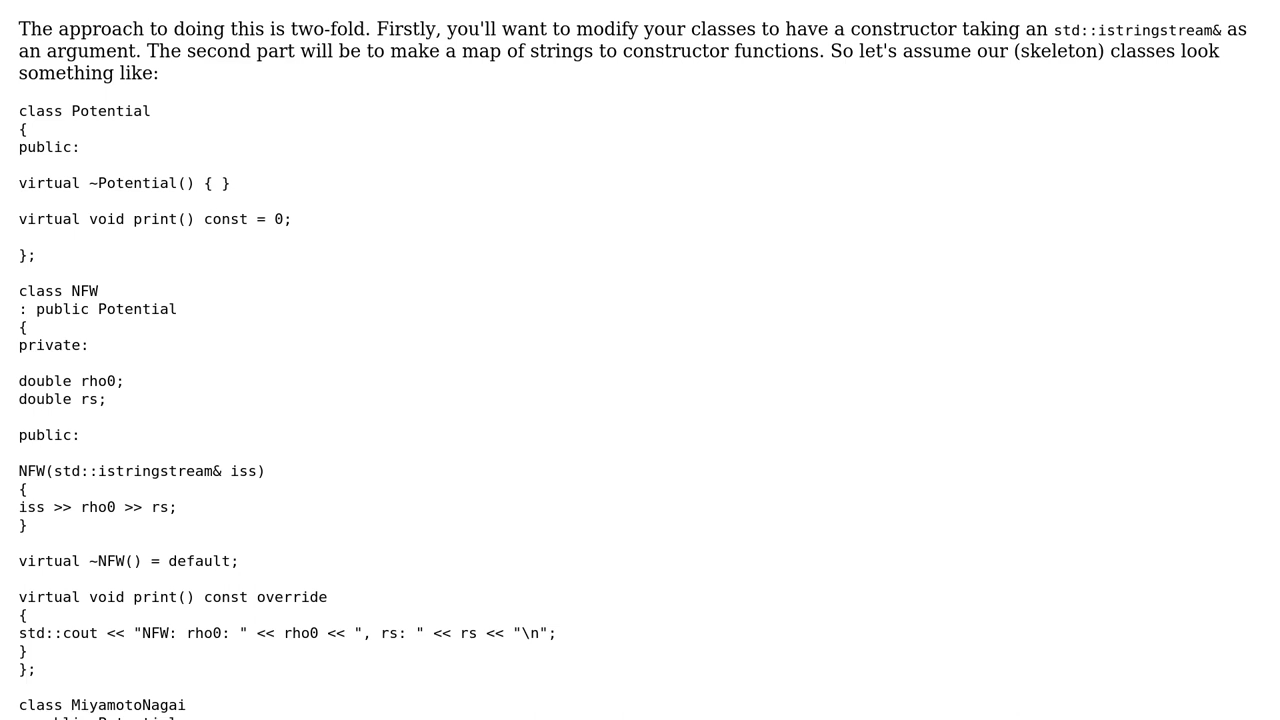 The approach to doing this is two-fold. Firstly, you'll want to modify your classes to have a constructor taking an std::istringstream& as
an argument. The second part will be to make a map of strings to constructor functions. So let's assume our (skeleton) classes look
something like:
class Potential
{
public:
virtual ~Potential() { }
virtual void print() const = 0;
};
class NFW
: public Potential
{
private:
double rho0;
double rs;
public:
NFW(std::istringstream& iss)
{
iss >> rho0 >> rs;
}
virtual ~NFW() = default;
virtual void print() const override
{
std::cout << "NFW: rho0: " << rho0 << ", rs: " << rs << "\n";
}
};
class MiyamotoNagai